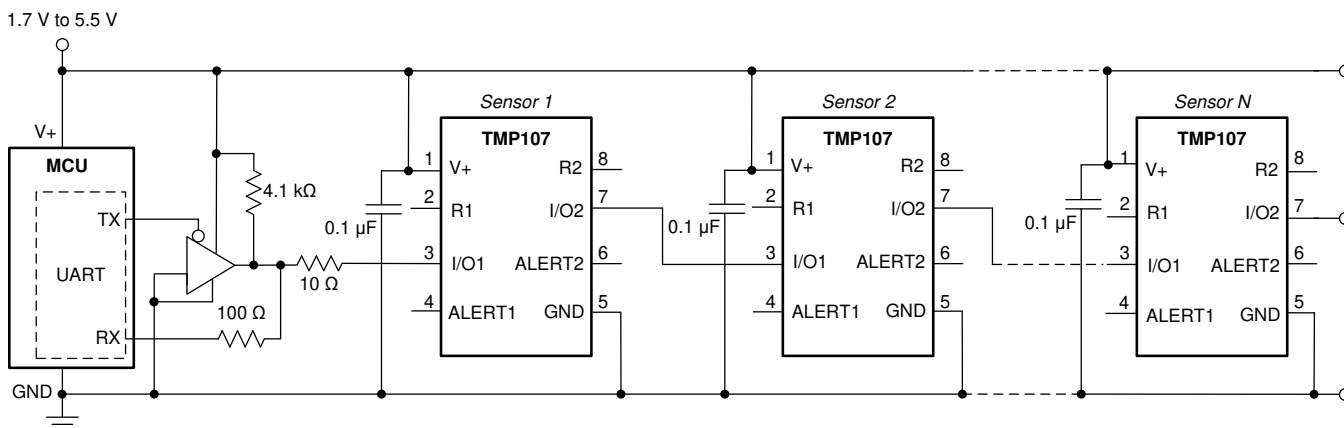 1.7 V to 5.5 V
V+
MCU
TX
UART
RX
GND
4.1 kΩ
10 Ω
100 Ω
0.1 µF
Sensor 1
TMP107
1
V+
R2
8
2
R1
I/O2
7
3
I/O1
ALERT2
6
4
ALERT1
GND
5
0.1 µF
Sensor 2
TMP107
1
V+
R2
8
2
R1
I/O2
7
3
I/O1
ALERT2
6
4
ALERT1
GND
5
0.1 µF
Sensor N
TMP107
1
V+
R2
8
2
R1
I/O2
7
3
I/O1
ALERT2
6
4
ALERT1
GND
5